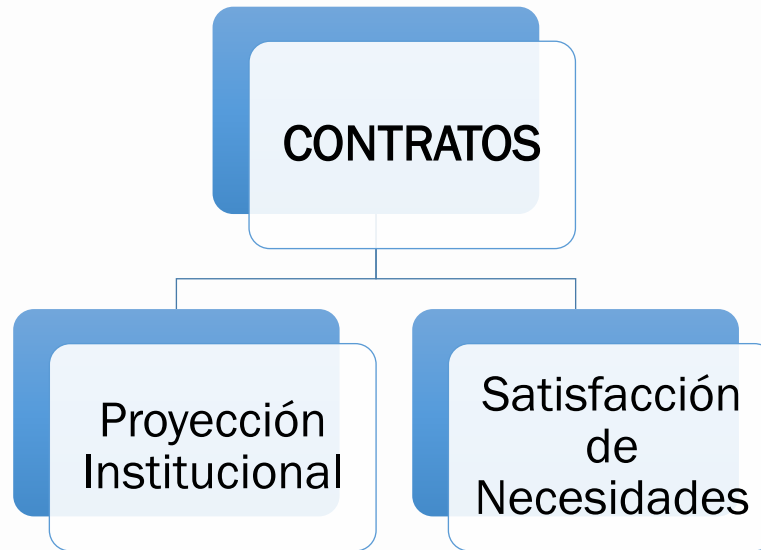 CONTRATOS
Proyección
Institucional
Satisfacción
de
Necesidades